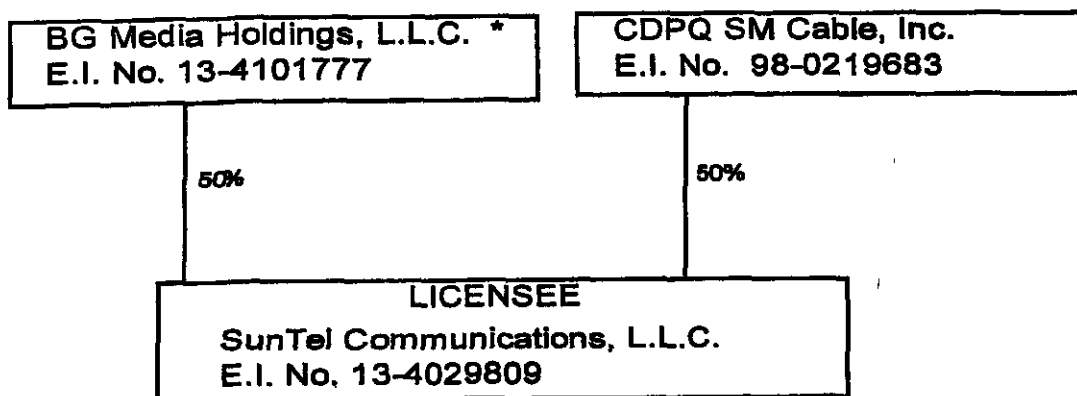 BG Media Holdings, L.L.C. *
E.I. No. 13-4101777
CDPQ SM Cable, Inc.
E.I. No. 98-0219683
50%
50%
LICENSEE
SunTel Communications, L.L.C.
E.I. No. 13-4029809